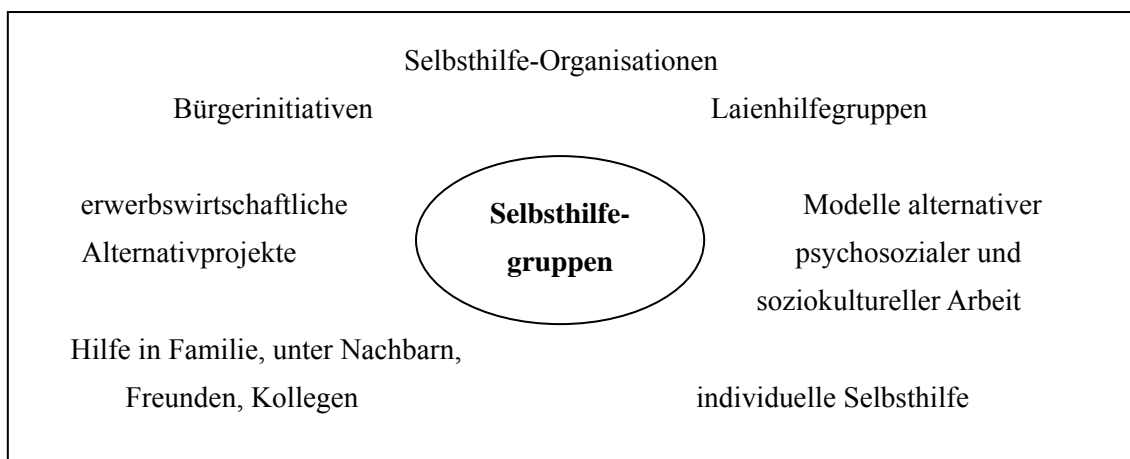 Selbsthilfe-Organisationen
Bürgerinitiativen
Laienhilfegruppen
erwerbswirtschaftliche
Alternativprojekte
Selbsthilfe-
gruppen
Modelle alternativer
psychosozialer und
soziokultureller Arbeit
Hilfe in Familie, unter Nachbarn,
Freunden, Kollegen
individuelle Selbsthilfe